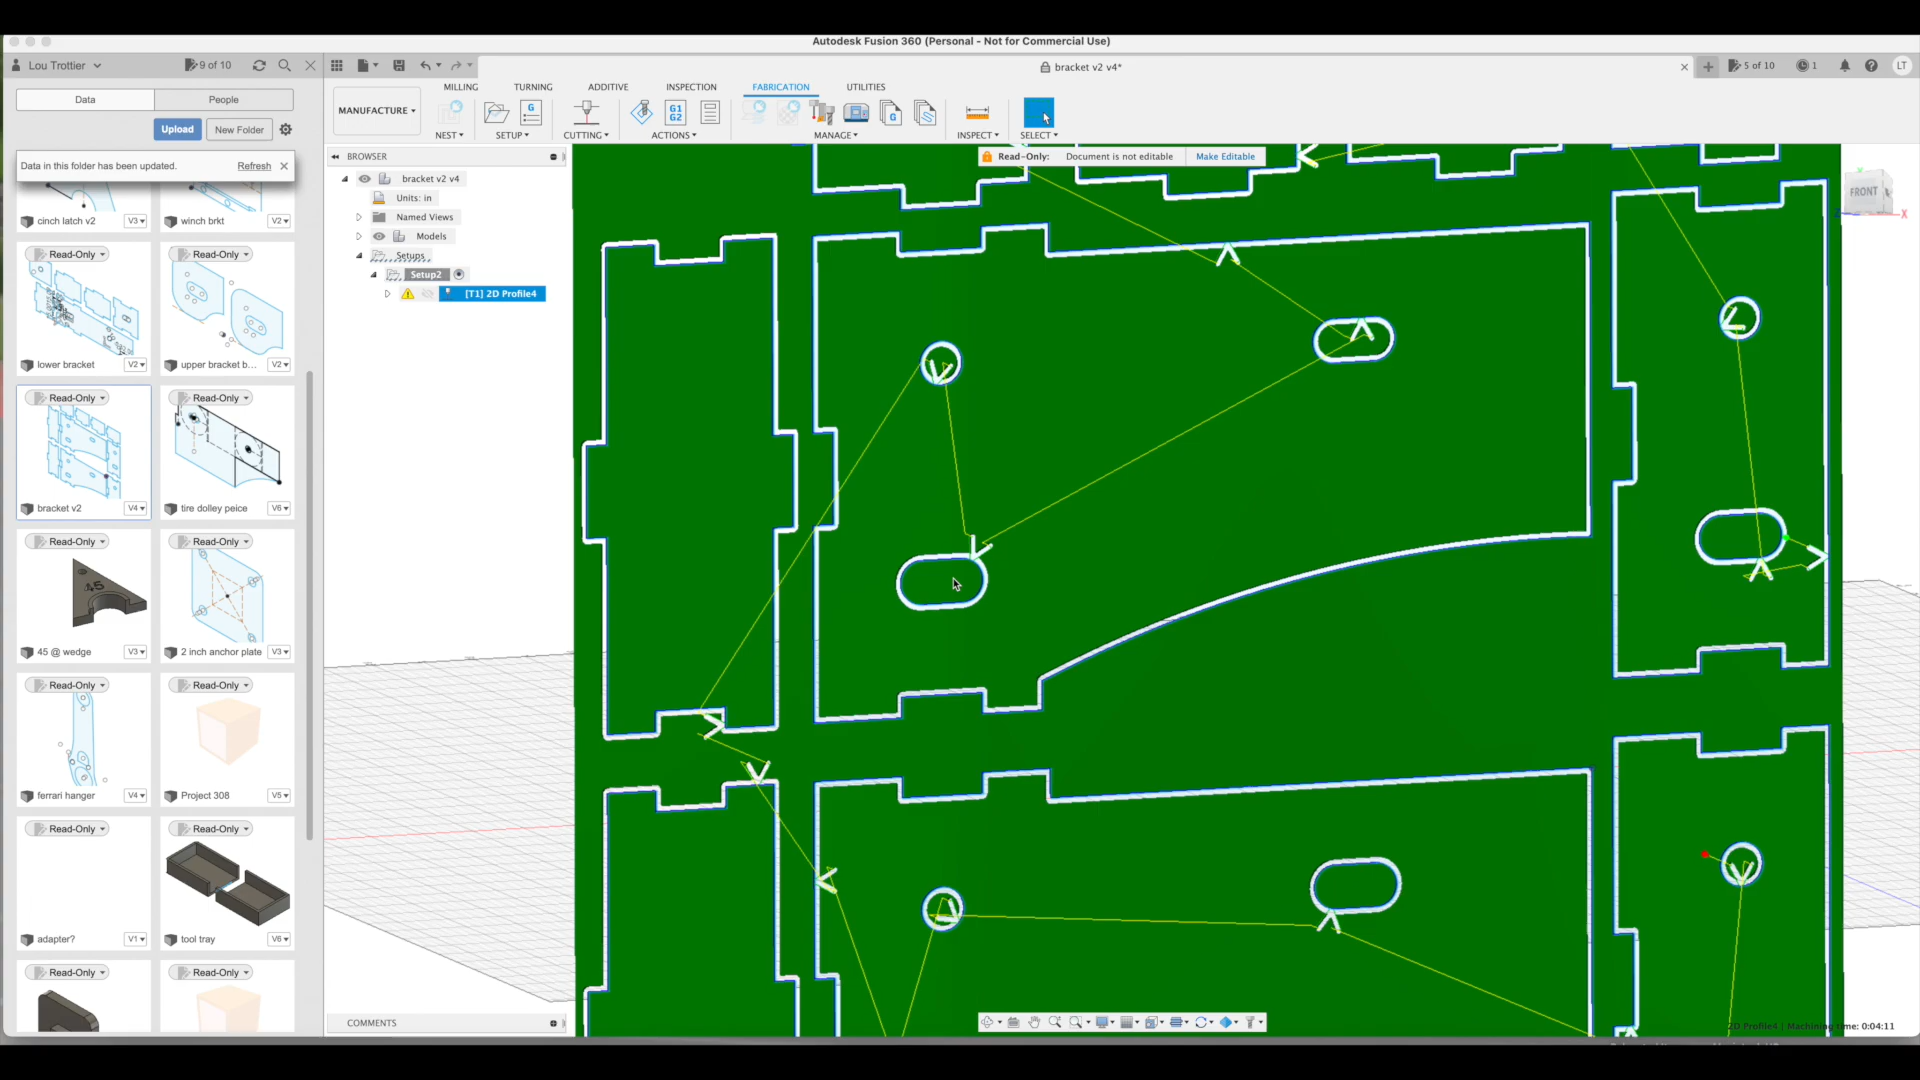 Autodesk Fusion 360 (Personal - Not for Commercial Use)
Lou Trottier
9 of 10
bracket v2 v4*
5 of 10
1
LT
Data
People
Upload
New Folder
Data in this folder has been updated.
Refresh
MANUFACTURE
MILLING
TURNING
ADDITIVE
INSPECTION
FABRICATION
UTILITIES
G
G1
G2
G
NEST
SETUP
CUTTING
ACTIONS
MANAGE
INSPECT
SELECT
Read-Only:
Document is not editable
Make Editable
BROWSER
bracket v2 v4
Units: in
Named Views
Models
Setups
Setup2
[T1] 2D Profile4
FRONT
X
cinch latch v2
V3
winch brkt
V2
Read-Only
Read-Only
lower bracket
V2
upper bracket b...
V2
Read-Only
Read-Only
bracket v2
V4
tire dolley peice
V6
Read-Only
Read-Only
45
45 @ wedge
V3
2 inch anchor plate
V3
Read-Only
Read-Only
ferrari hanger
V4
Project 308
V5
Read-Only
Read-Only
adapter?
V1
tool tray
V6
Read-Only
Read-Only
COMMENTS
2D Profile4 | Machining time: 0:04:11